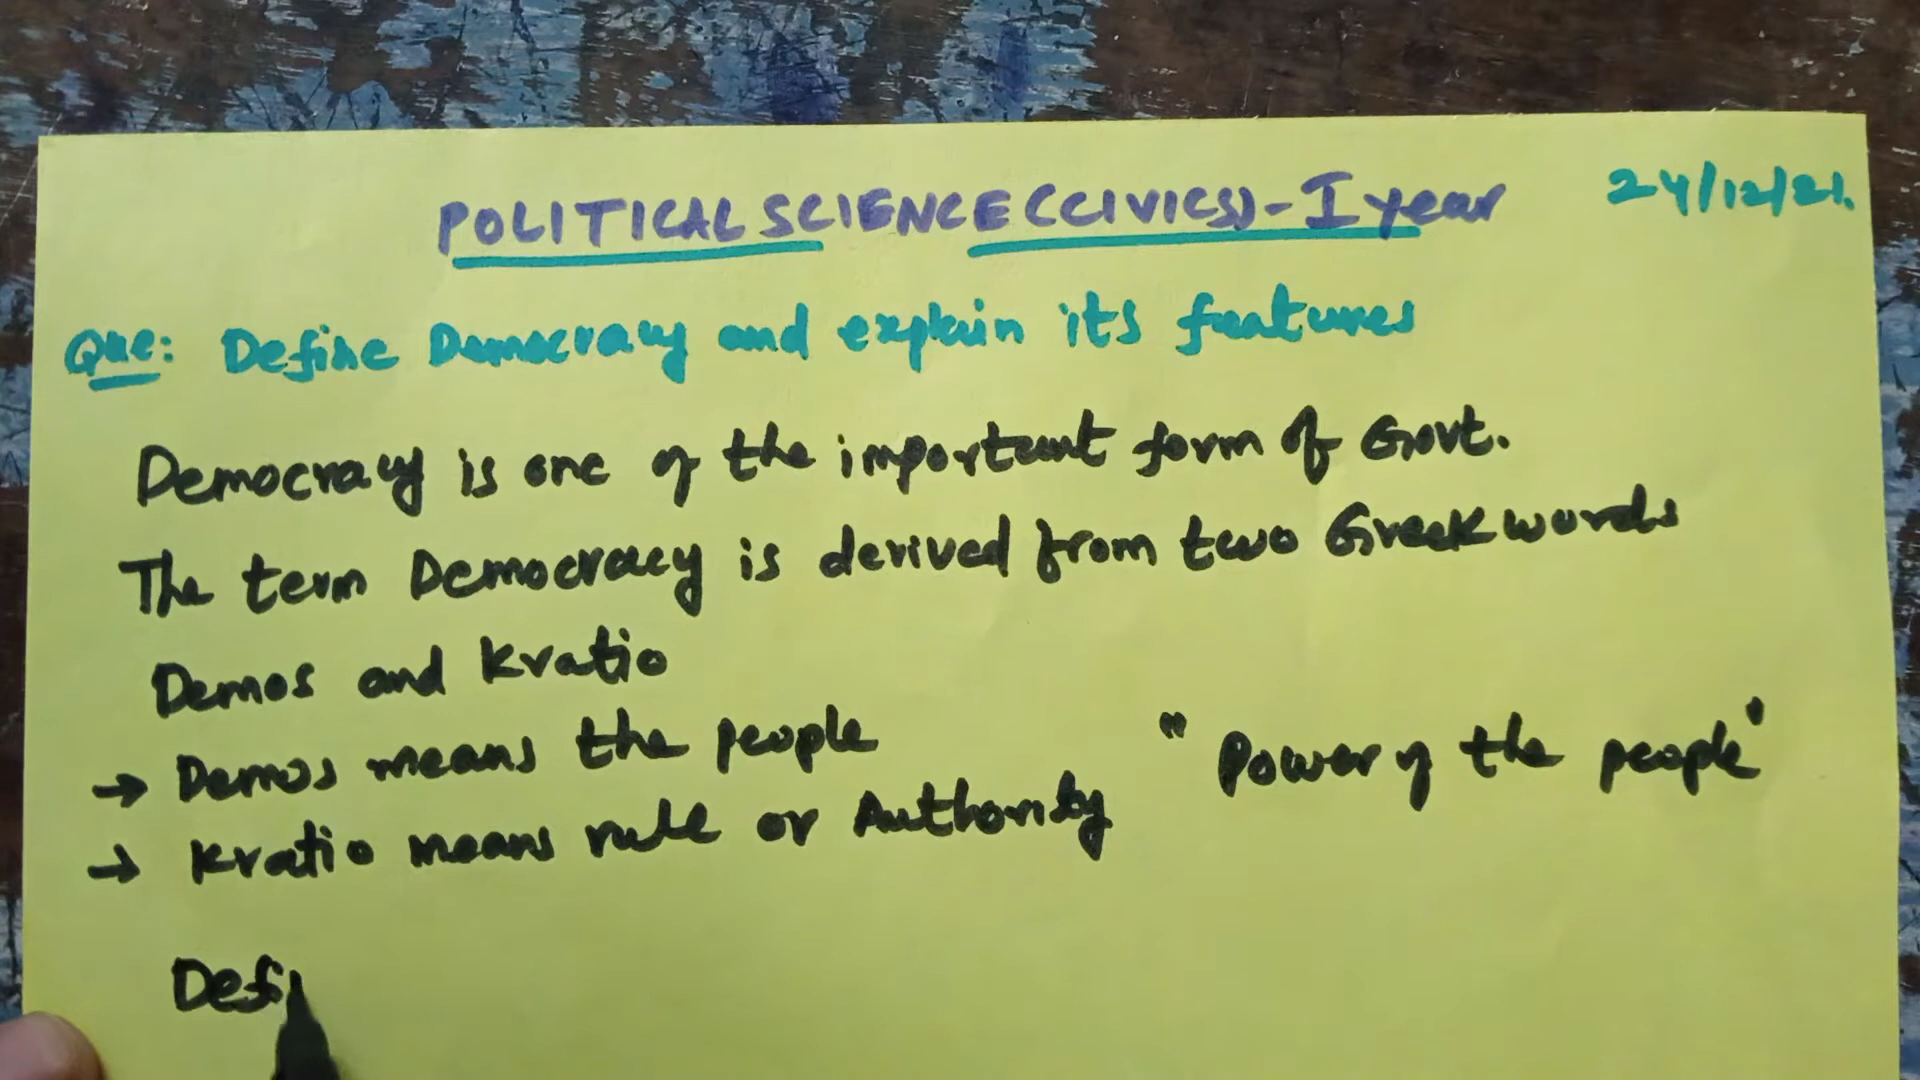 POLITICAL SCIENCE (CIVICS) - I year
24/12/21.
Que: Define Democracy and explain its features
Democracy is one of the important form of Govt.
The term Democracy is derived from two Greek words
Demos and Kratio
→ Demos means the people
"Power of the people"
→ Kratio means rule or Authority
Defi